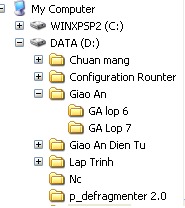 My Computer
WINXPSP2 (C:)
DATA (D:)
Chuan mang
Configuration Rounter
Giao An
GA lop 6
GA Lop 7
Giao An Dien Tu
Lap Trinh
Nc
p_defragmenter 2.0